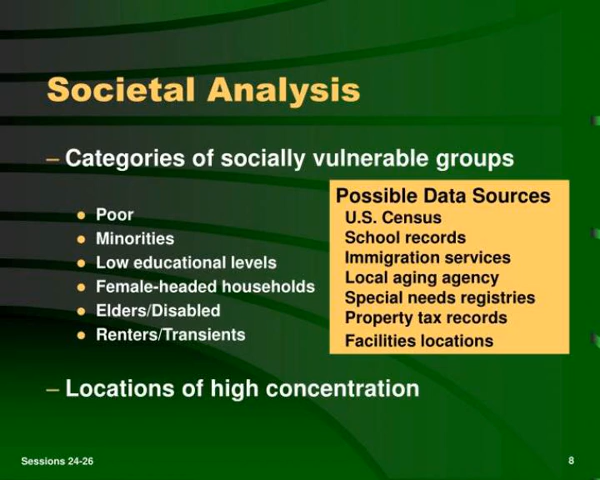 Societal Analysis
– Categories of socially vulnerable groups
● Poor
● Minorities
● Low educational levels
● Female-headed households
● Elders/Disabled
● Renters/Transients
Possible Data Sources
U.S. Census
School records
Immigration services
Local aging agency
Special needs registries
Property tax records
Facilities locations
– Locations of high concentration
Sessions 24-26
8